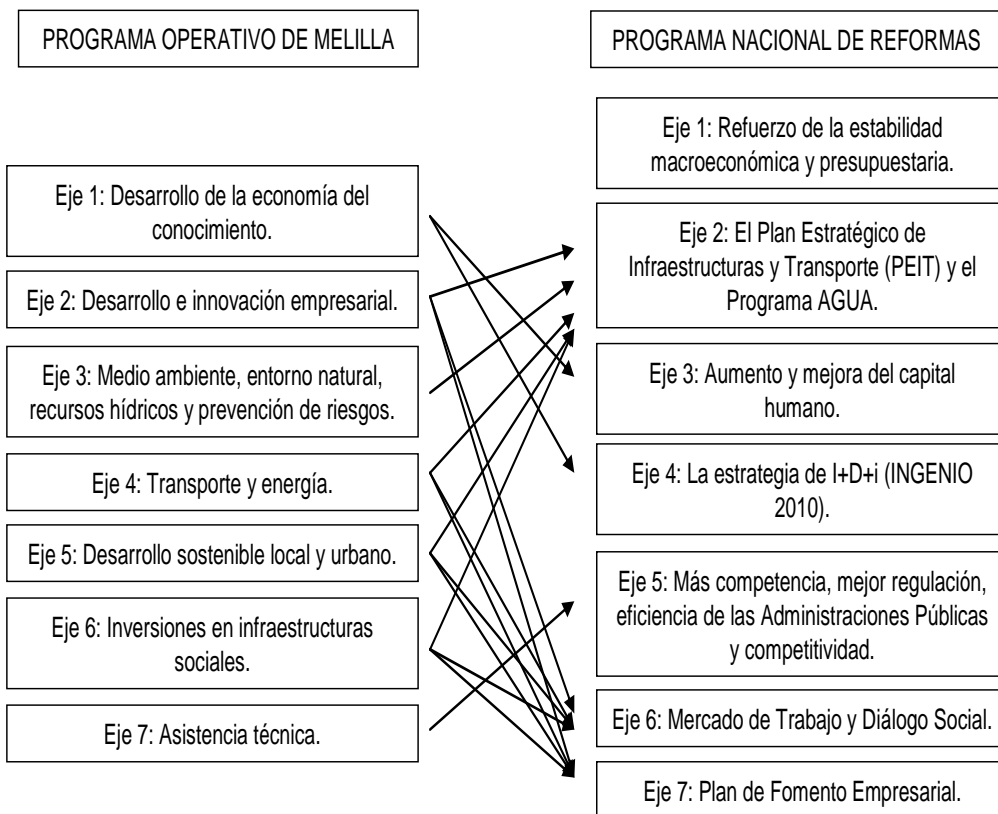 PROGRAMA OPERATIVO DE MELILLA
Eje 1: Desarrollo de la economía del
conocimiento.
Eje 2: Desarrollo e innovación empresarial.
Eje 3: Medio ambiente, entorno natural,
recursos hídricos y prevención de riesgos.
Eje 4: Transporte y energía.
Eje 5: Desarrollo sostenible local y urbano.
Eje 6: Inversiones en infraestructuras
sociales.
Eje 7: Asistencia técnica.
PROGRAMA NACIONAL DE REFORMAS
Eje 1: Refuerzo de la estabilidad
macroeconómica y presupuestaria.
Eje 2: El Plan Estratégico de
Infraestructuras y Transporte (PEIT) y el
Programa AGUA.
Eje 3: Aumento y mejora del capital
humano.
Eje 4: La estrategia de I+D+i (INGENIO
2010).
Eje 5: Más competencia, mejor regulación,
eficiencia de las Administraciones Públicas
y competitividad.
Eje 6: Mercado de Trabajo y Diálogo Social.
Eje 7: Plan de Fomento Empresarial.